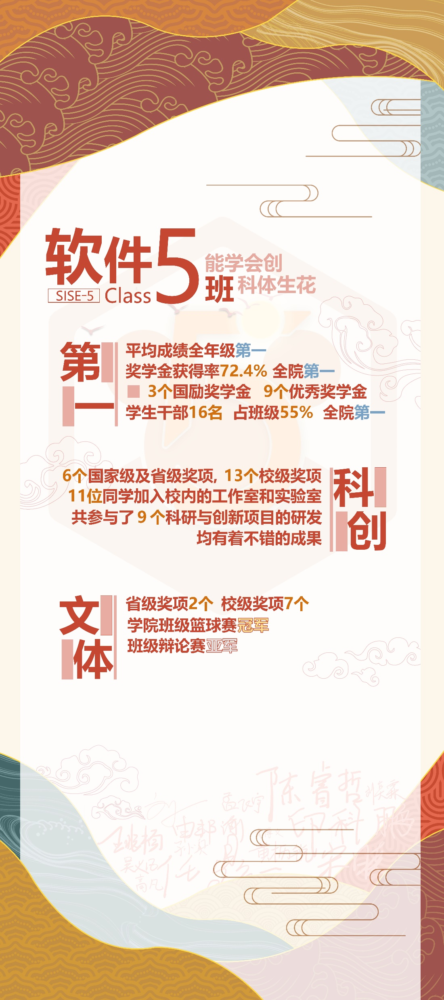 软件5班
能学会创
科体生花
SISE-5 Class
第一
平均成绩全年级第一
奖学金获得率72.4% 全院第一
3个国励奖学金 9个优秀奖学金
学生干部16名 占班级55% 全院第一
科创
6个国家级及省级奖项, 13个校级奖项
11位同学加入校内的工作室和实验室
共参与了9个科研与创新项目的研发
均有着不错的成果
文体
省级奖项2个 校级奖项7个
学院班级篮球赛冠军
班级辩论赛亚军
陈睿哲
印科鹏
高凡